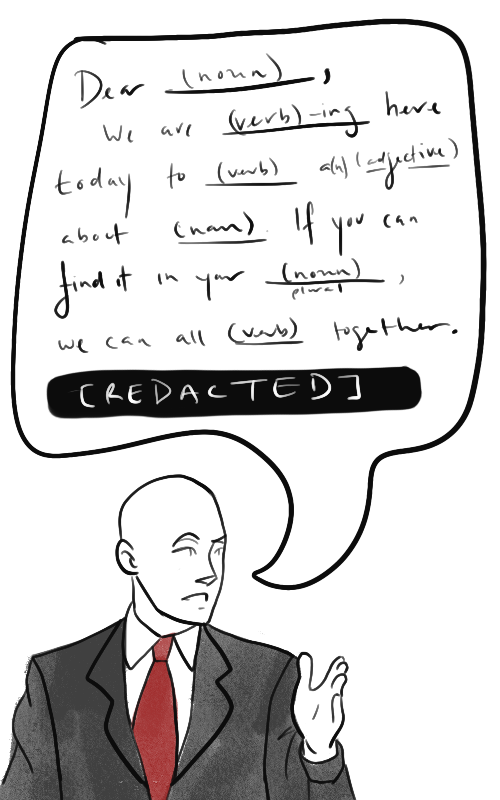 Dear (noun),
We are (verb)-ing here
today to (verb) a(n) (adjective)
about (noun). If you can
find it in your (noun)
plural,
we can all (verb) together.
[REDACTED]